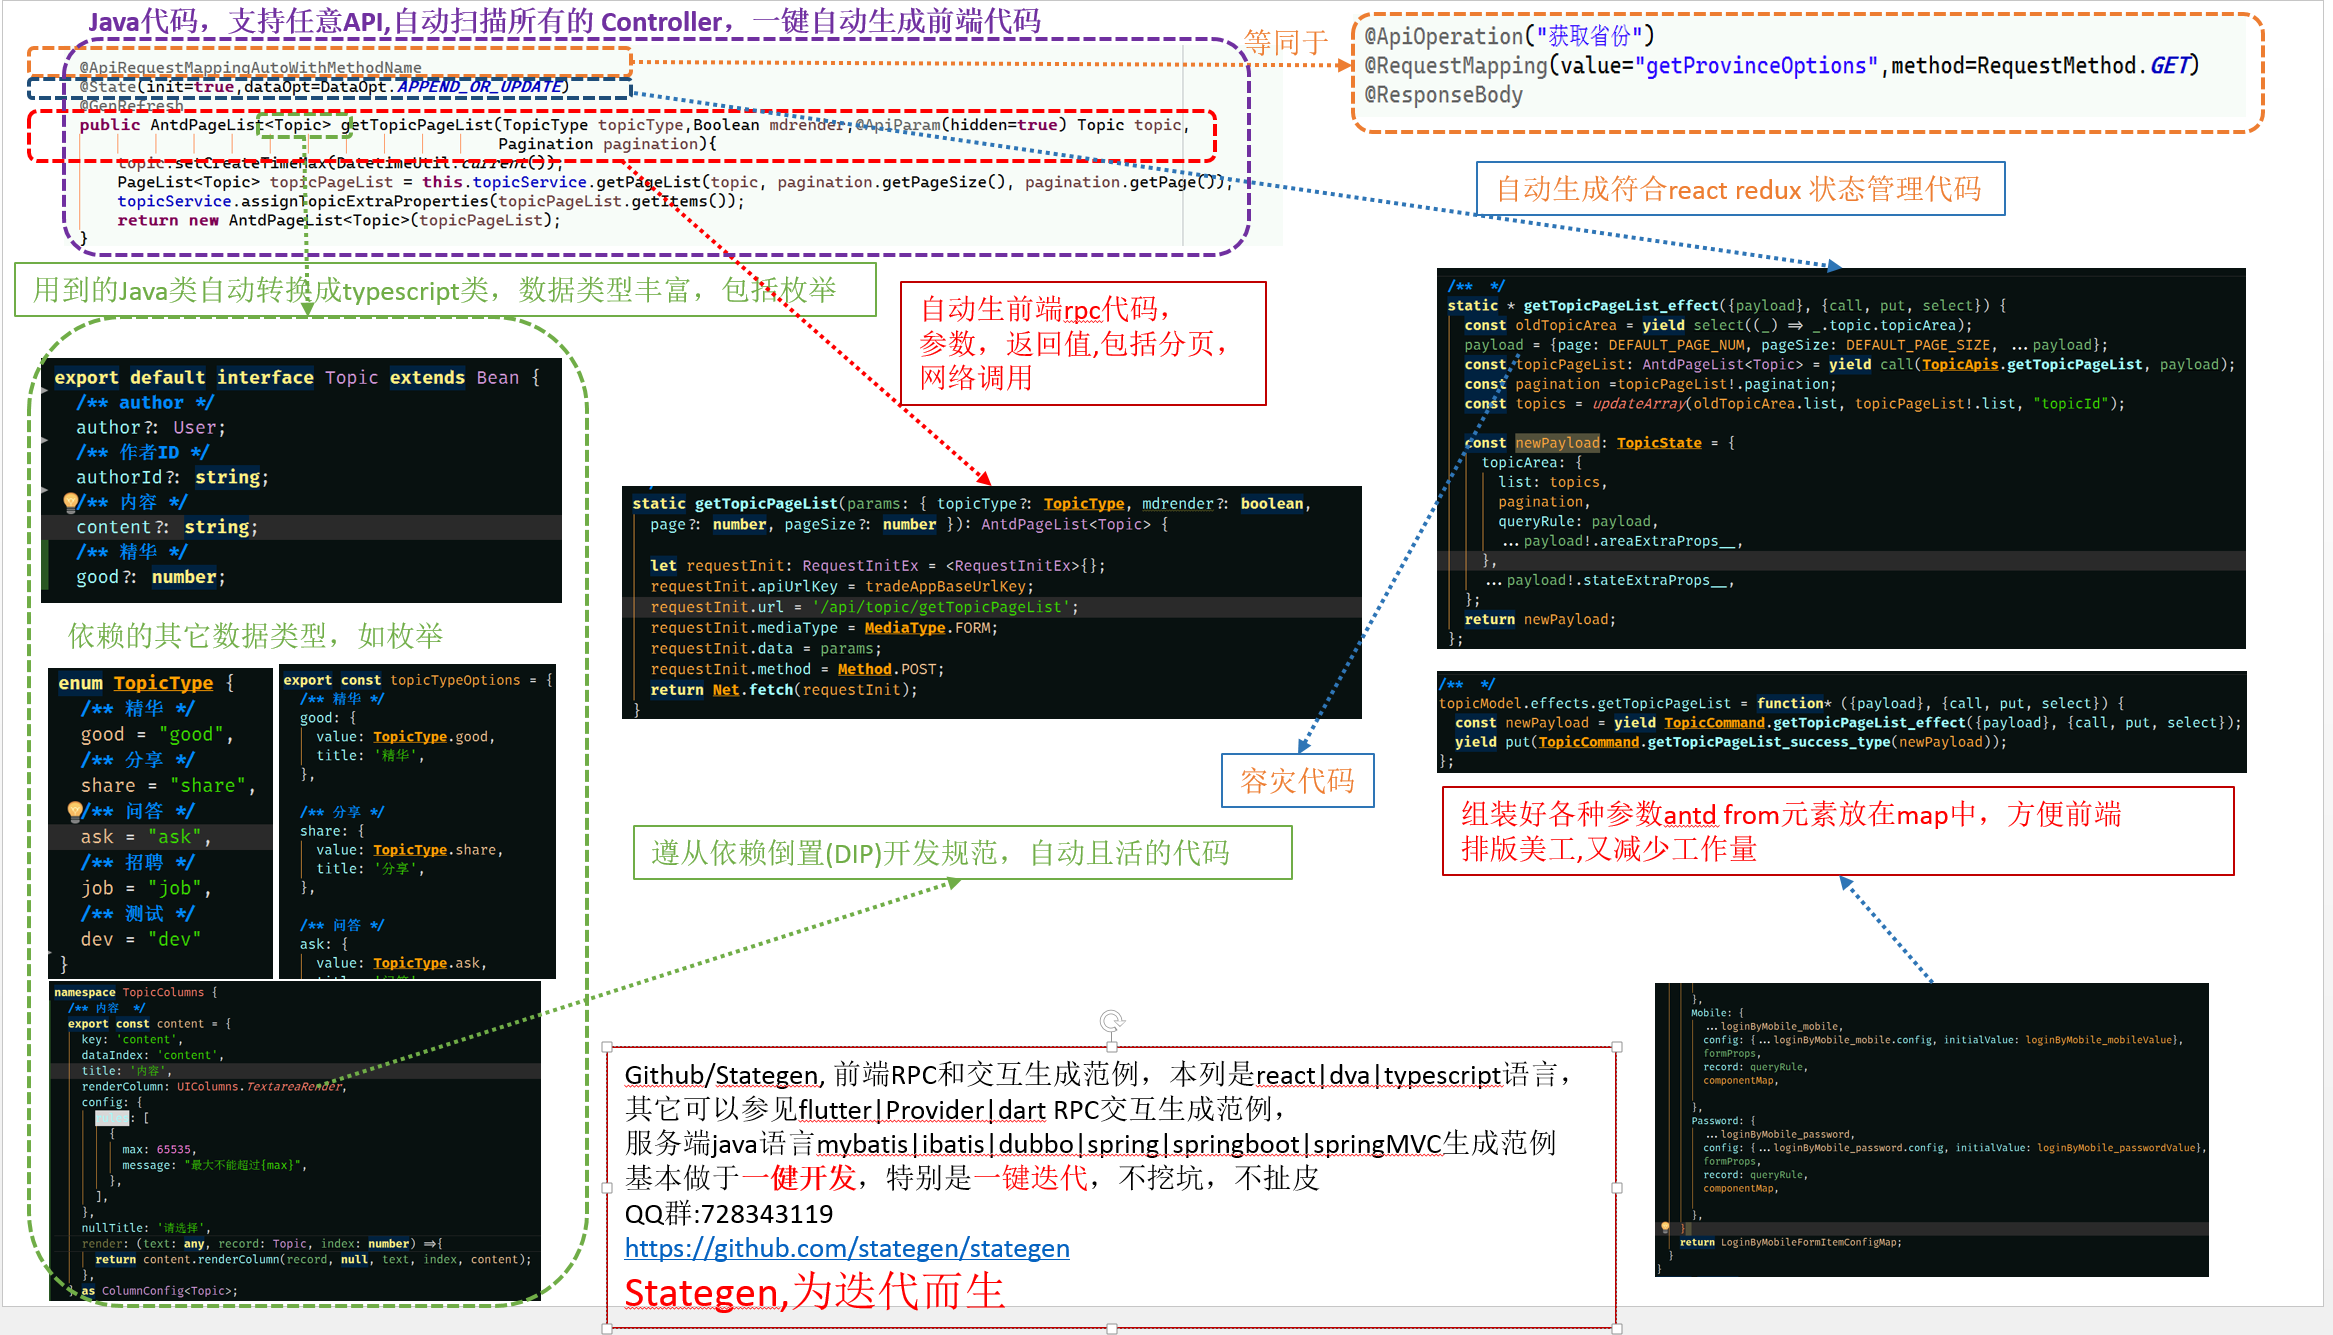 Java代码，支持任意API,自动扫描所有的 Controller，一键自动生成前端代码
@ApiRequestMappingAutoWithMethodName
@State(init=true,dataOpt=DataOpt.APPEND_OR_UPDATE)
@GenRefresh
public AntdPageList<Topic> getTopicPageList(TopicType topicType,Boolean mdrender,@ApiParam(hidden=true) Topic topic,
Pagination pagination){
topic.setCreateTimeMax(DatetimeUtil.current());
PageList<Topic> topicPageList = this.topicService.getPageList(topic, pagination.getPageSize(), pagination.getPage());
topicService.assignTopicExtraProperties(topicPageList.getItems());
return new AntdPageList<Topic>(topicPageList);
}
等同于
@ApiOperation("获取省份")
@RequestMapping(value="getProvinceOptions",method=RequestMethod.GET)
@ResponseBody
自动生成符合react redux 状态管理代码
用到的Java类自动转换成typescript类，数据类型丰富，包括枚举
自动生前端rpc代码，
参数，返回值,包括分页，
网络调用
export default interface Topic extends Bean {
/** author */
author?: User;
/** 作者ID */
authorId?: string;
/** 内容 */
content?: string;
/** 精华 */
good?: number;
依赖的其它数据类型，如枚举
enum TopicType {
/** 精华 */
good = "good",
/** 分享 */
share = "share",
/** 问答 */
ask = "ask",
/** 招聘 */
job = "job",
/** 测试 */
dev = "dev"
}
export const topicTypeOptions = {
/** 精华 */
good: {
value: TopicType.good,
title: '精华',
},
/** 分享 */
share: {
value: TopicType.share,
title: '分享',
},
/** 问答 */
ask: {
value: TopicType.ask,
namespace TopicColumns {
/** 内容 */
export const content = {
key: 'content',
dataIndex: 'content',
title: '内容',
renderColumn: UIColumns.TextareaRender,
config: {
: [
{
max: 65535,
message: "最大不能超过{max}",
},
],
},
nullTitle: '请选择',
render: (text: any, record: Topic, index: number) =>{
return content.renderColumn(record, null, text, index, content);
},
} as ColumnConfig<Topic>;
static getTopicPageList(params: { topicType?: TopicType, mdrender?: boolean,
page?: number, pageSize?: number }): AntdPageList<Topic> {
let requestInit: RequestInitEx = <RequestInitEx>{};
requestInit.apiUrlKey = tradeAppBaseUrlKey;
requestInit.url = '/api/topic/getTopicPageList';
requestInit.mediaType = MediaType.FORM;
requestInit.data = params;
requestInit.method = Method.POST;
return Net.fetch(requestInit);
}
/**  */
static * getTopicPageList_effect({payload}, {call, put, select}) {
const oldTopicArea = yield select((_) => _.topic.topicArea);
payload = {page: DEFAULT_PAGE_NUM, pageSize: DEFAULT_PAGE_SIZE, ...payload};
const topicPageList: AntdPageList<Topic> = yield call(TopicApis.getTopicPageList, payload);
const pagination =topicPageList!.pagination;
const topics = updateArray(oldTopicArea.list, topicPageList!.list, "topicId");
const newPayload: TopicState = {
topicArea: {
list: topics,
pagination,
queryRule: payload,
...payload!.areaExtraProps__,
},
...payload!.stateExtraProps__,
};
return newPayload;
};
/**  */
topicModel.effects.getTopicPageList = function* ({payload}, {call, put, select}) {
const newPayload = yield TopicCommand.getTopicPageList_effect({payload}, {call, put, select});
yield put(TopicCommand.getTopicPageList_success_type(newPayload));
};
容灾代码
组装好各种参数antd from元素放在map中，方便前端
排版美工,又减少工作量
遵从依赖倒置(DIP)开发规范，自动且活的代码
},
Mobile: {
...loginByMobile_mobile,
config: {...loginByMobile_mobile.config, initialValue: loginByMobile_mobileValue},
formProps,
record: queryRule,
componentMap,
},
Password: {
...loginByMobile_password,
config: {...loginByMobile_password.config, initialValue: loginByMobile_passwordValue},
formProps,
record: queryRule,
componentMap,
},
}
return LoginByMobileFormItemConfigMap;
}
}
Github/Stategen, 前端RPC和交互生成范例，本列是react|dva|typescript语言，
其它可以参见flutter|Provider|dart RPC交互生成范例，
服务端java语言mybatis|ibatis|dubbo|spring|springboot|springMVC生成范例
基本做于一健开发，特别是一键迭代，不挖坑，不扯皮
QQ群:728343119
https://github.com/stategen/stategen
Stategen,为迭代而生